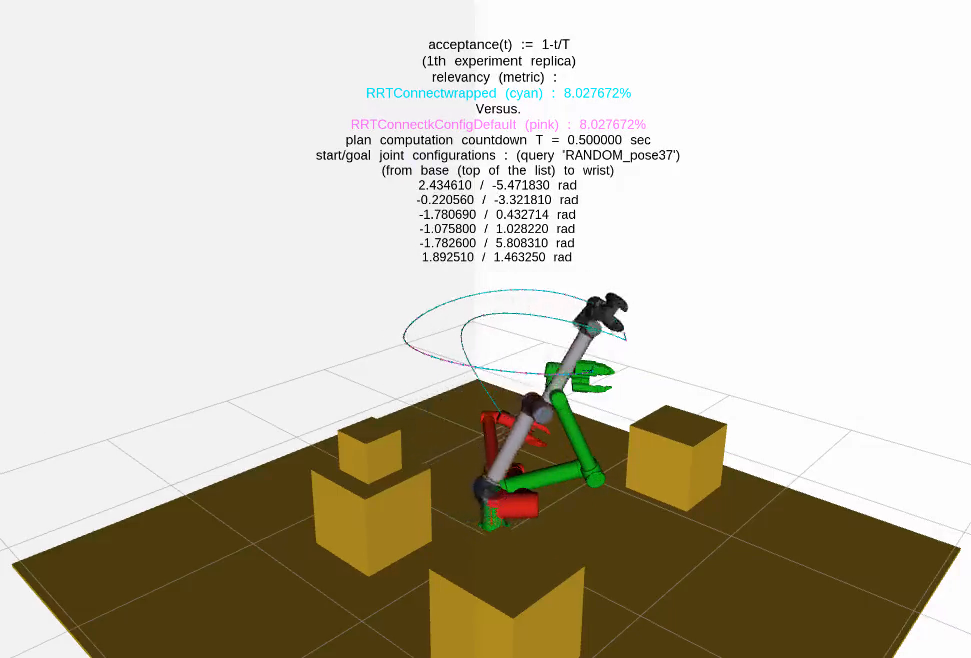 acceptance(t) := 1-t/T
(1th experiment replica)
relevancy (metric) :
RRTConnectwrapped (cyan) : 8.027672%
Versus.
RRTConnectkConfigDefault (pink) : 8.027672%
plan computation countdown T = 0.500000 sec
start/goal joint configurations : (query 'RANDOM_pose37')
(from base (top of the list) to wrist)
2.434610 / -5.471830 rad
-0.220560 / -3.321810 rad
-1.780690 / 0.432714 rad
-1.075800 / 1.028220 rad
-1.782600 / 5.808310 rad
1.892510 / 1.463250 rad